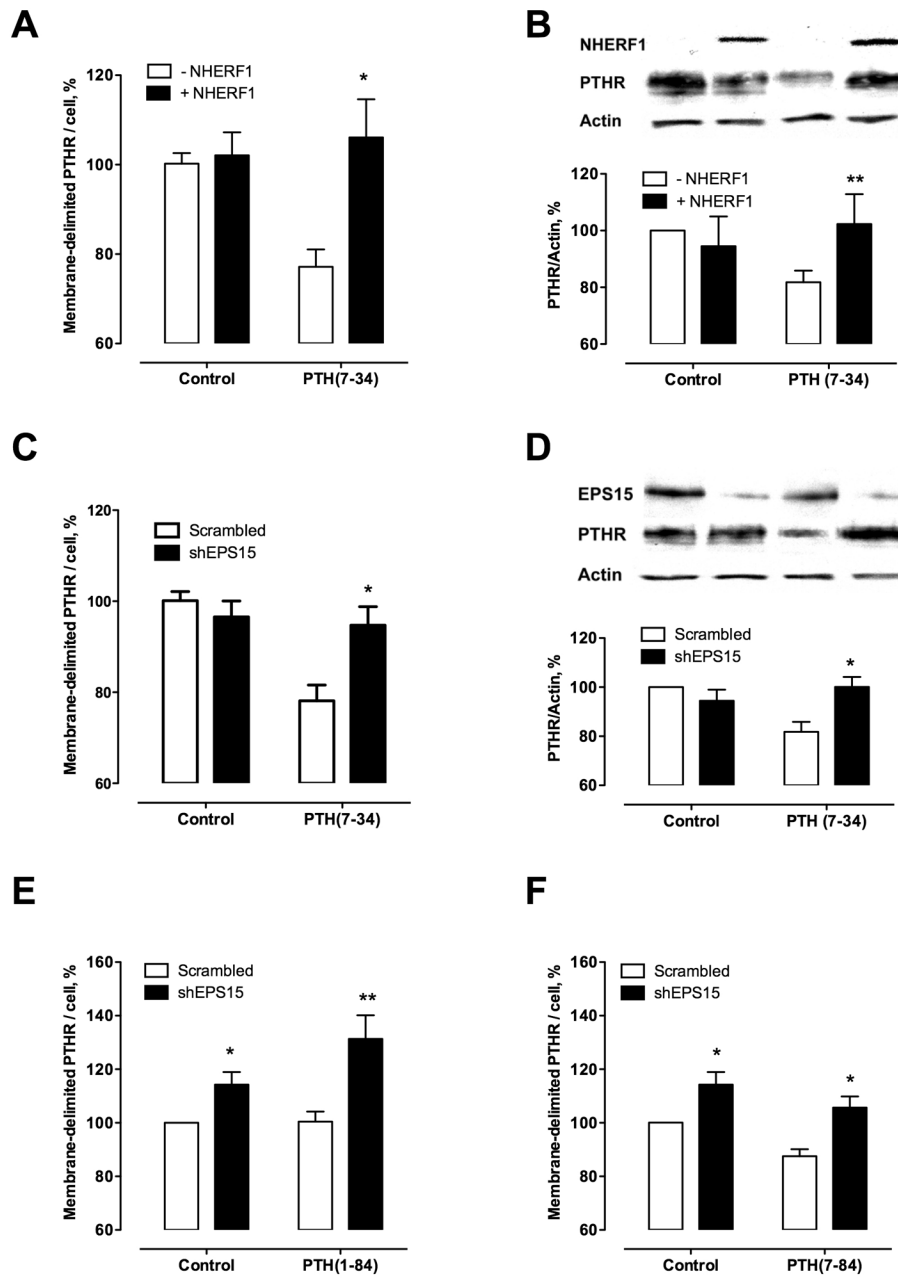 A
Membrane-delimited PTHR / cell, %
120
100
80
60
- NHERF1
+ NHERF1
*
Control
PTH(7-34)
B
NHERF1
PTHR
Actin
PTHR/Actin, %
120
100
80
60
- NHERF1
+ NHERF1
**
Control
PTH (7-34)
C
Membrane-delimited PTHR / cell, %
120
100
80
60
Scrambled
shEPS15
*
Control
PTH(7-34)
D
EPS15
PTHR
Actin
PTHR/Actin, %
120
100
80
60
Scrambled
shEPS15
*
Control
PTH (7-34)
E
Membrane-delimited PTHR / cell, %
160
140
120
100
80
60
Scrambled
shEPS15
*
**
Control
PTH(1-84)
F
Membrane-delimited PTHR / cell, %
160
140
120
100
80
60
Scrambled
shEPS15
*
*
Control
PTH(7-84)